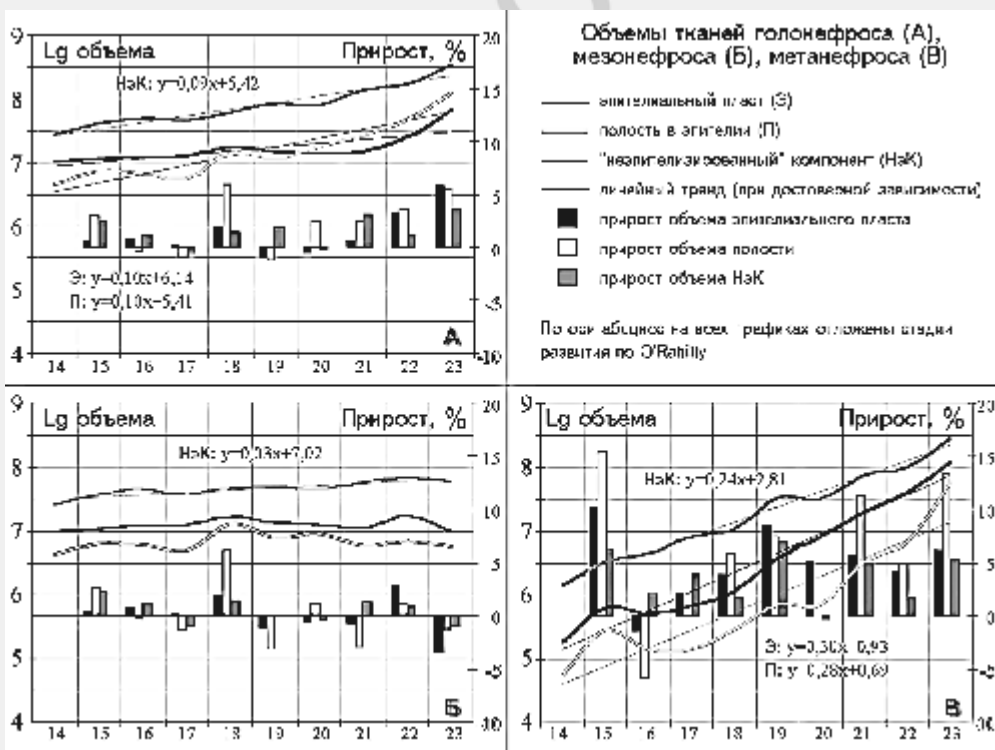 Объемы тканей голонефроса (А),
мезонефроса (Б), метанефроса (В)
эпителиальный пласт (Э)
полость в эпителии (П)
"неэпителизированный" компонент (НэК)
линейный тренд (при достоверной зависимости)
прирост объема эпителиального пласта
прирост объема полости
прирост объема НэК
По оси абсцисс на всех графиках отложены стадии
развития по O'Rahilly
Lg объема
Прирост, %
НэК: y=0,09x+5,42
Э: y=0,10x+6,14
П: y=0,10x+5,41
А
9
8
7
6
5
4
20
15
10
5
0
-5
-10
14 15 16 17 18 19 20 21 22 23
Lg объема
Прирост, %
НэК: y=0,03x+7,02
Б
9
8
7
6
5
4
20
15
10
5
0
-5
-10
14 15 16 17 18 19 20 21 22 23
Lg объема
Прирост, %
НэК: y=0,24x+2,81
П: y=0,28x+0,69
В
9
8
7
6
5
4
20
15
10
5
0
-5
-10
14 15 16 17 18 19 20 21 22 23